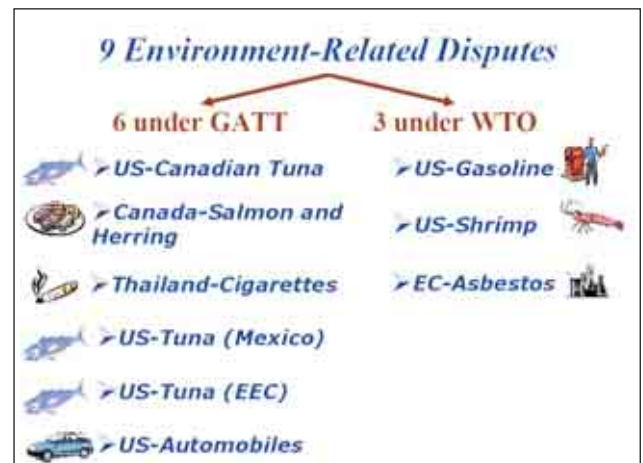 9 Environment-Related Disputes
6 under GATT
➢US-Canadian Tuna
➢Canada-Salmon and
Herring
➢Thailand-Cigarettes
➢US-Tuna (Mexico)
➢US-Tuna (EEC)
➢US-Automobiles
3 under WTO
➢US-Gasoline
➢US-Shrimp
➢EC-Asbestos